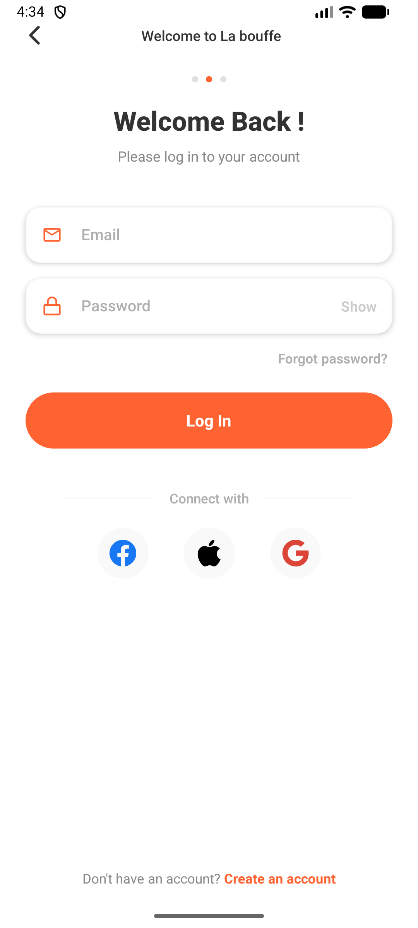 4:34
Welcome to La bouffe
Welcome Back !
Please log in to your account
Email
Password Show
Forgot password?
Log In
Connect with
Don't have an account? Create an account